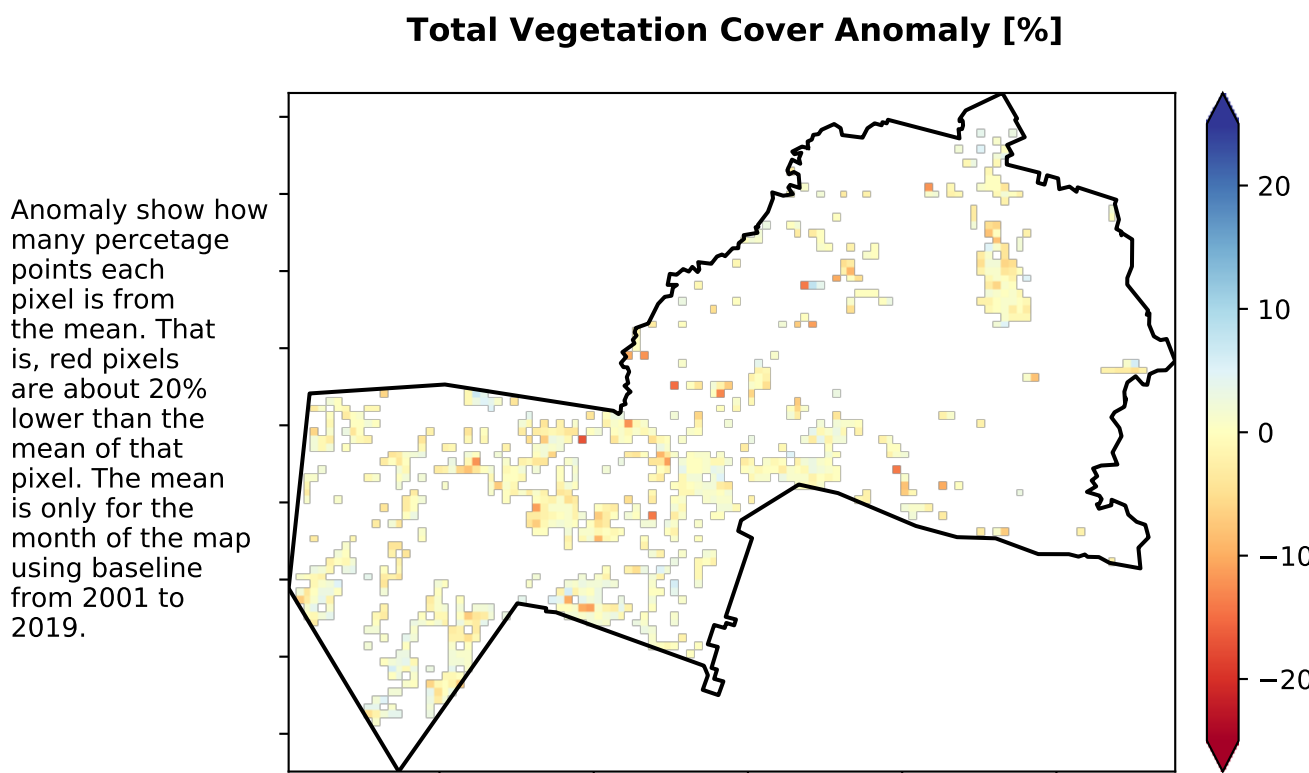 Total Vegetation Cover Anomaly [%]
Anomaly show how
many percetage
points each
pixel is from
the mean. That
is, red pixels
are about 20%
lower than the
mean of that
pixel. The mean
is only for the
month of the map
using baseline
from 2001 to
2019.
20
10
0
−10
−20